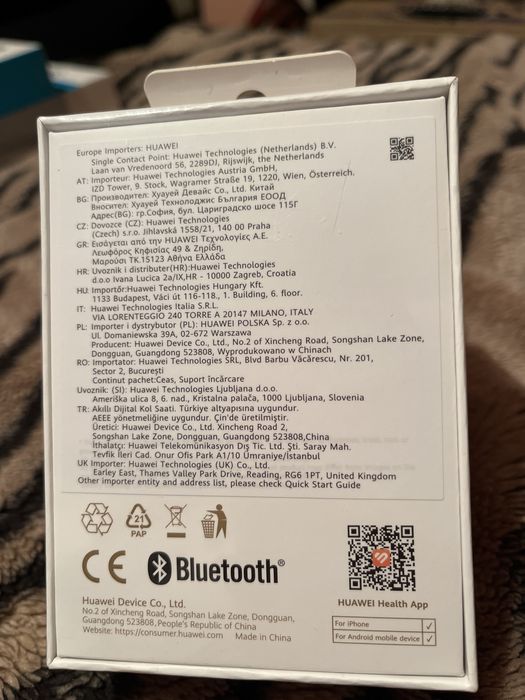 Europe Importers: HUAWEI
Single Contact Point: Huawei Technologies (Netherlands) B.V.
Laan van Vredenoord 56, 2289DJ, Rijswijk, the Netherlands
AT: Importeur: Huawei Technologies Austria GmbH,
IZD Tower, 9. Stock, Wagramer Straße 19, 1220, Wien, Österreich.
BG: Производител: Хуауей Девайс Со., Ltd. Китай
Вносител: Хуауей Технолоджис България ЕООД
Адрес(BG): гр.София, бул. Цариградско шосе 115Г
CZ: Dovozce (CZ): Huawei Technologies
(Czech) s.r.o. Jihlavská 1558/21, 140 00 Praha
GR: Εισάγεται από την HUAWEI Τεχνολογίες Α.Ε.
Λεωφόρος Κηφισίας 49 & Ζηρίδη,
Μαρούσι ΤΚ.15123 Αθήνα Ελλάδα
HR: Uvoznik i distributer(HR):Huawei Technologies
d.o.o Ivana Lucica 2a/IX,HR - 10000 Zagreb, Croatia
HU: Importőr:Huawei Technologies Hungary Kft.
1133 Budapest, Váci út 116-118., 1. Building, 6. floor.
IT: Huawei Technologies Italia S.R.L.
VIA LORENTEGGIO 240 TORRE A 20147 MILANO, ITALY
PL: Importer i dystrybutor (PL): HUAWEI POLSKA Sp. z o.o.
Ul. Domaniewska 39A, 02-672 Warszawa
Producent: Huawei Device Co., Ltd., No.2 of Xincheng Road, Songshan Lake Zone,
Dongguan, Guangdong 523808, Wyprodukowano w Chinach
RO: Importator: Huawei Technologies SRL, Blvd Barbu Văcărescu, Nr. 201,
Sector 2, București
Continut pachet:Ceas, Suport încărcare
Uvoznik: (SI): Huawei Technologies Ljubljana d.o.o.
Ameriška ulica 8, 6. nad., Kristalna palača, 1000 Ljubljana, Slovenia
TR: Akıllı Dijital Kol Saati. Türkiye altyapısına uygundur.
AEEE yönetmeliğine uygundur. Çin'de üretilmiştir.
Üretici: Huawei Device Co., Ltd. Xincheng Road 2,
Songshan Lake Zone, Dongguan, Guangdong 523808,China
İthalatçı: Huawei Telekomünikasyon Dış Tic. Ltd. Şti. Saray Mah.
Tevfik İleri Cad. Onur Ofis Park A1/10 Ümraniye/İstanbul
UK Importer: Huawei Technologies (UK) Co., Ltd.
Earley East, Thames Valley Park Drive, Reading, RG6 1PT, United Kingdom
Other importer entity and address list, please check Quick Start Guide
21
PAP
CE Bluetooth®
Huawei Device Co., Ltd.
No.2 of Xincheng Road, Songshan Lake Zone, Dongguan,
Guangdong 523808,People's Republic of China
Website: https://consumer.huawei.com Made in China
HUAWEI Health App
For iPhone ✓
For Android mobile device ✓